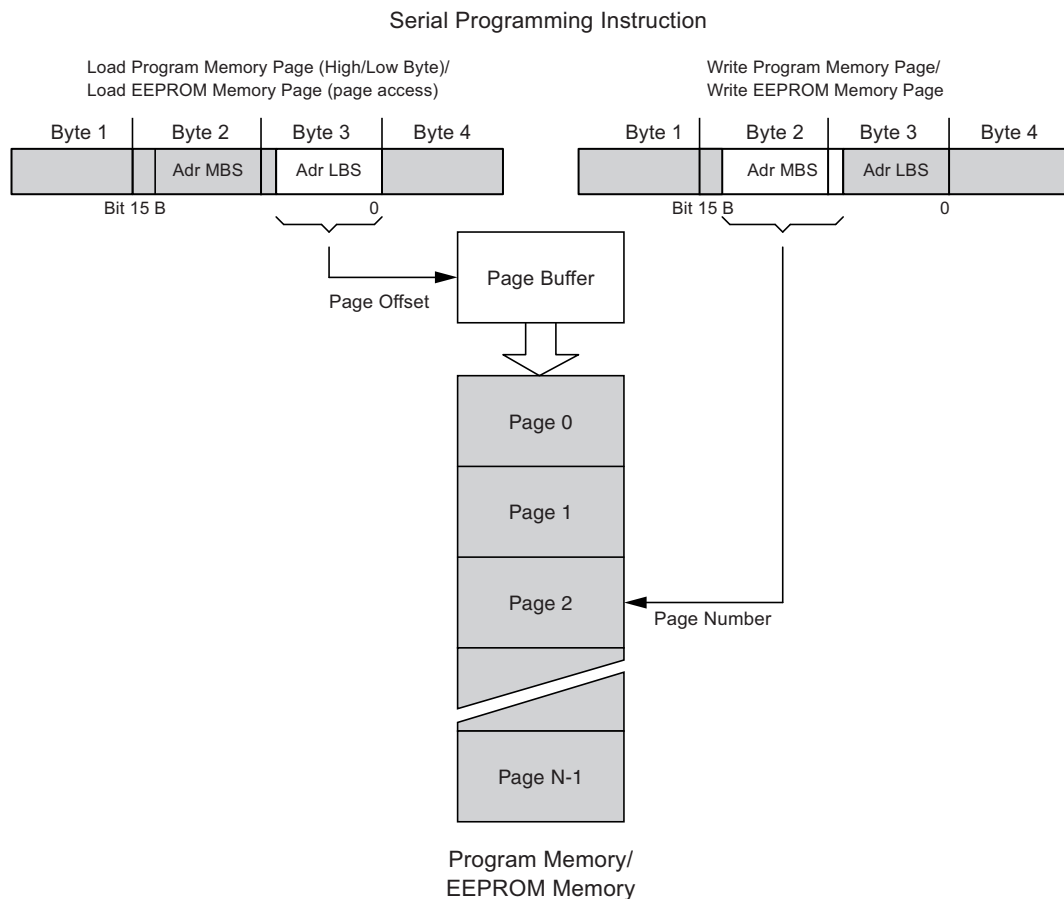 Serial Programming Instruction
Load Program Memory Page (High/Low Byte)/
Load EEPROM Memory Page (page access)
Write Program Memory Page/
Write EEPROM Memory Page
Byte 1 Byte 2 Byte 3 Byte 4
Adr MBS Adr LBS
Bit 15 B 0
Byte 1 Byte 2 Byte 3 Byte 4
Adr MBS Adr LBS
Bit 15 B 0
Page Buffer
Page Offset
Page 0
Page 1
Page 2
Page Number
Page N-1
Program Memory/
EEPROM Memory